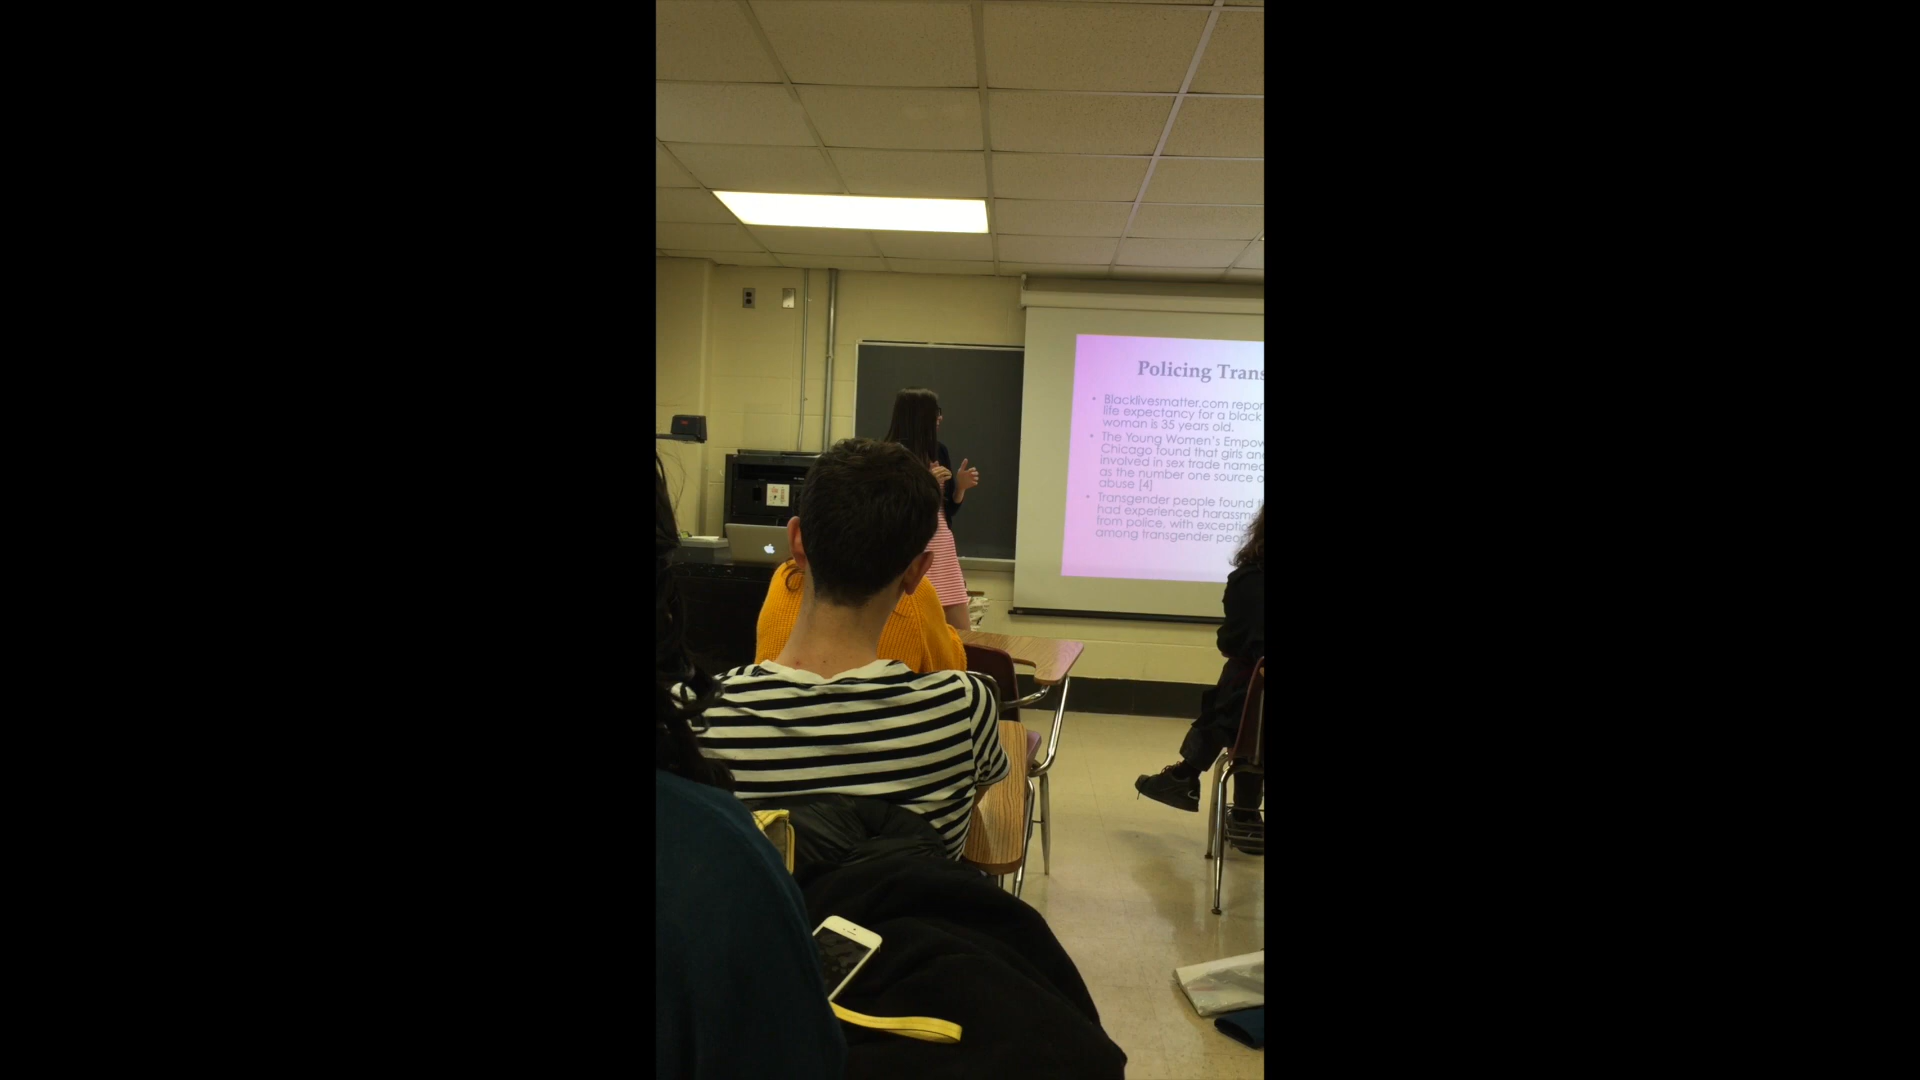 Policing Trans
• Blacklivesmatter.com repor
life expectancy for a black
woman is 35 years old.
• The Young Women's Empow
Chicago found that girls an
involved in sex trade named
as the number one source o
abuse [4]
• Transgender people found t
had experienced harassme
from police, with exceptio
among transgender peop